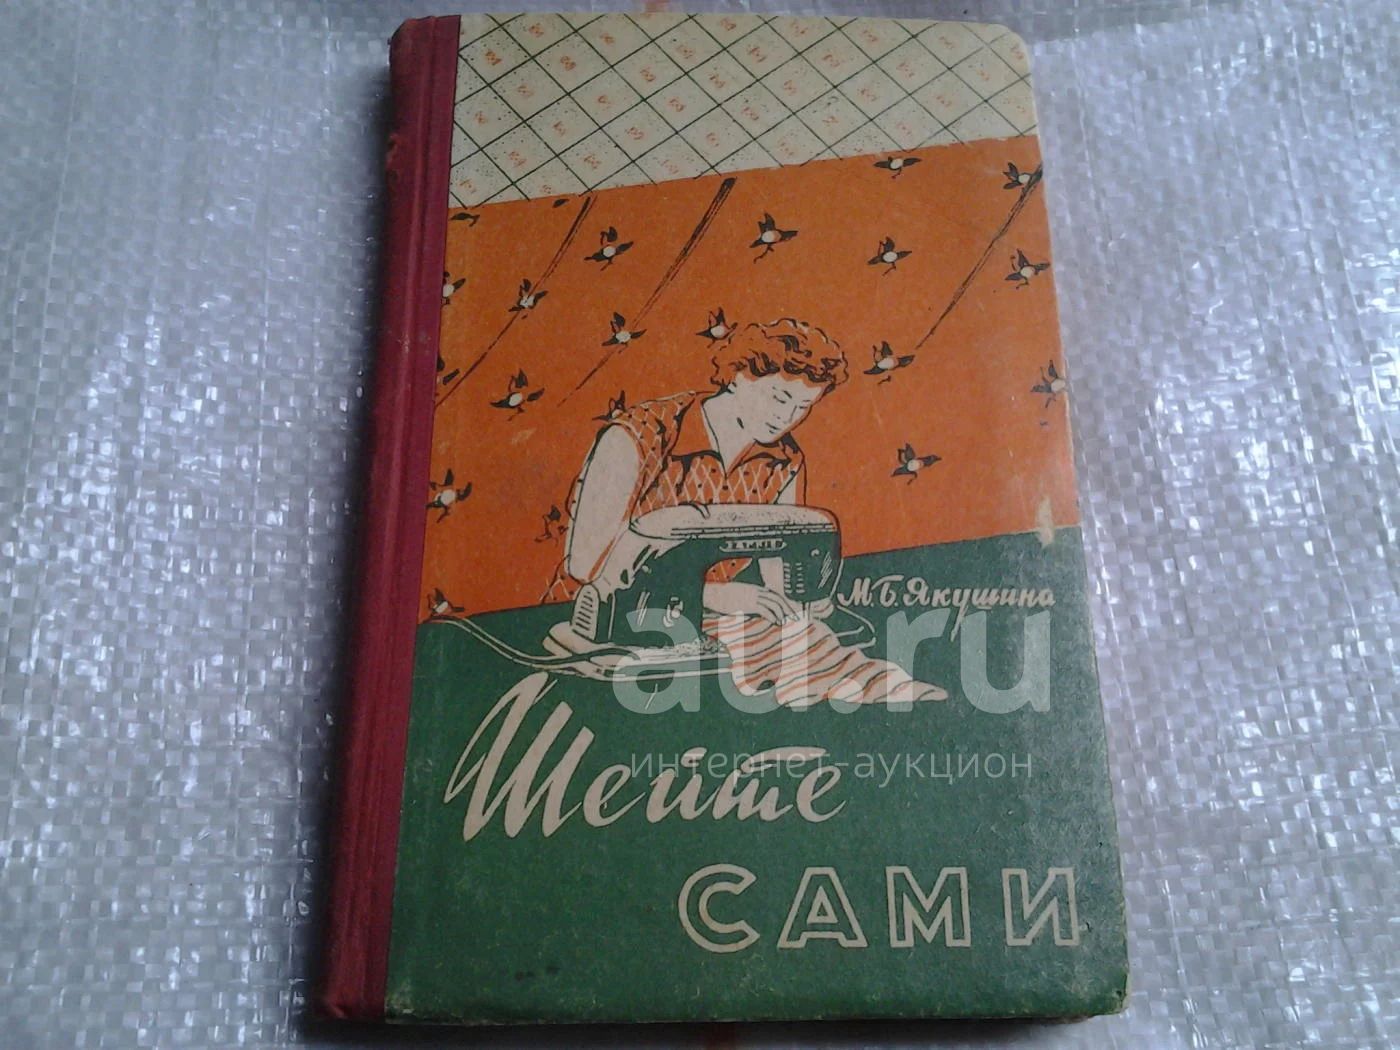 М.Б. Якушина
au.ru
интернет-аукцион
Шейте
САМИ